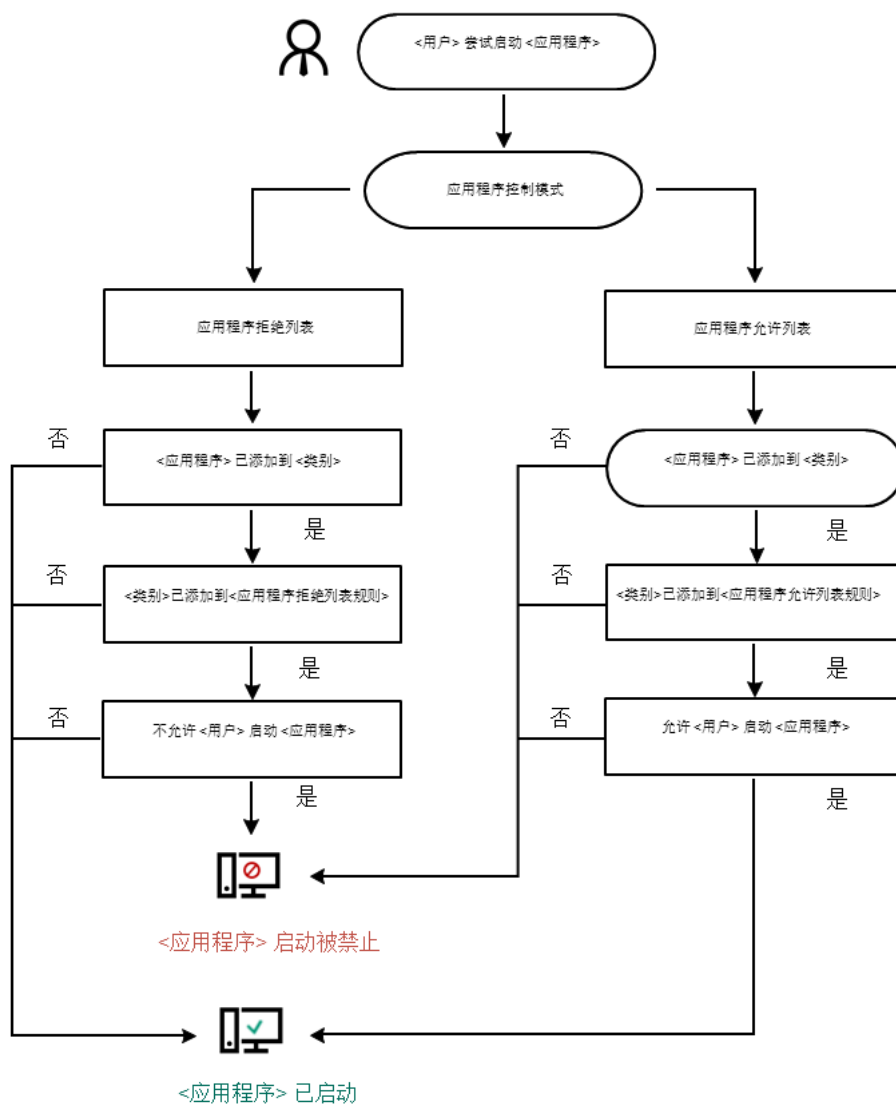 <用户> 尝试启动 <应用程序>
应用程序控制模式
应用程序拒绝列表
应用程序允许列表
否
<应用程序> 已添加到 <类别>
否
<应用程序> 已添加到 <类别>
是
是
否
<类别>已添加到<应用程序拒绝列表规则>
否
<类别>已添加到<应用程序允许列表规则>
是
是
否
不允许 <用户> 启动 <应用程序>
否
允许 <用户> 启动 <应用程序>
是
是
<应用程序> 启动被禁止
<应用程序> 已启动